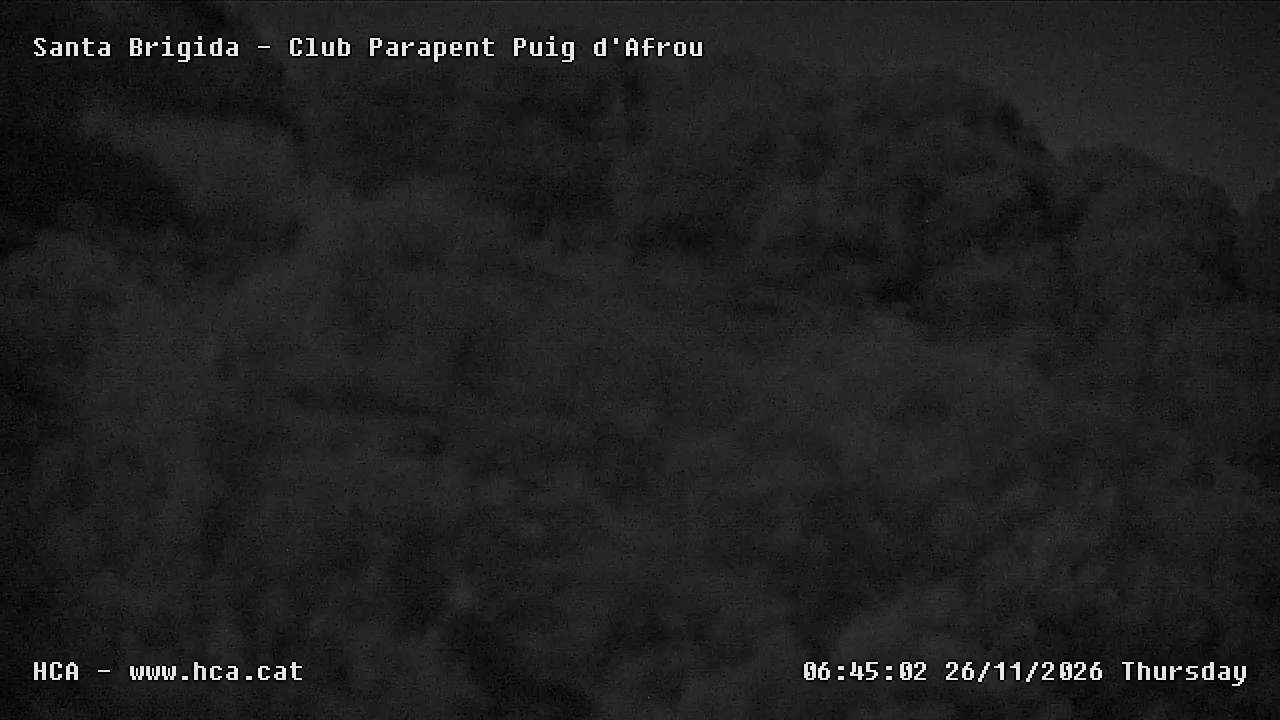 Santa Brigida - Club Parapent Puig d'Afrou
HCA - www.hca.cat
06:45:02 26/11/2026 Thursday